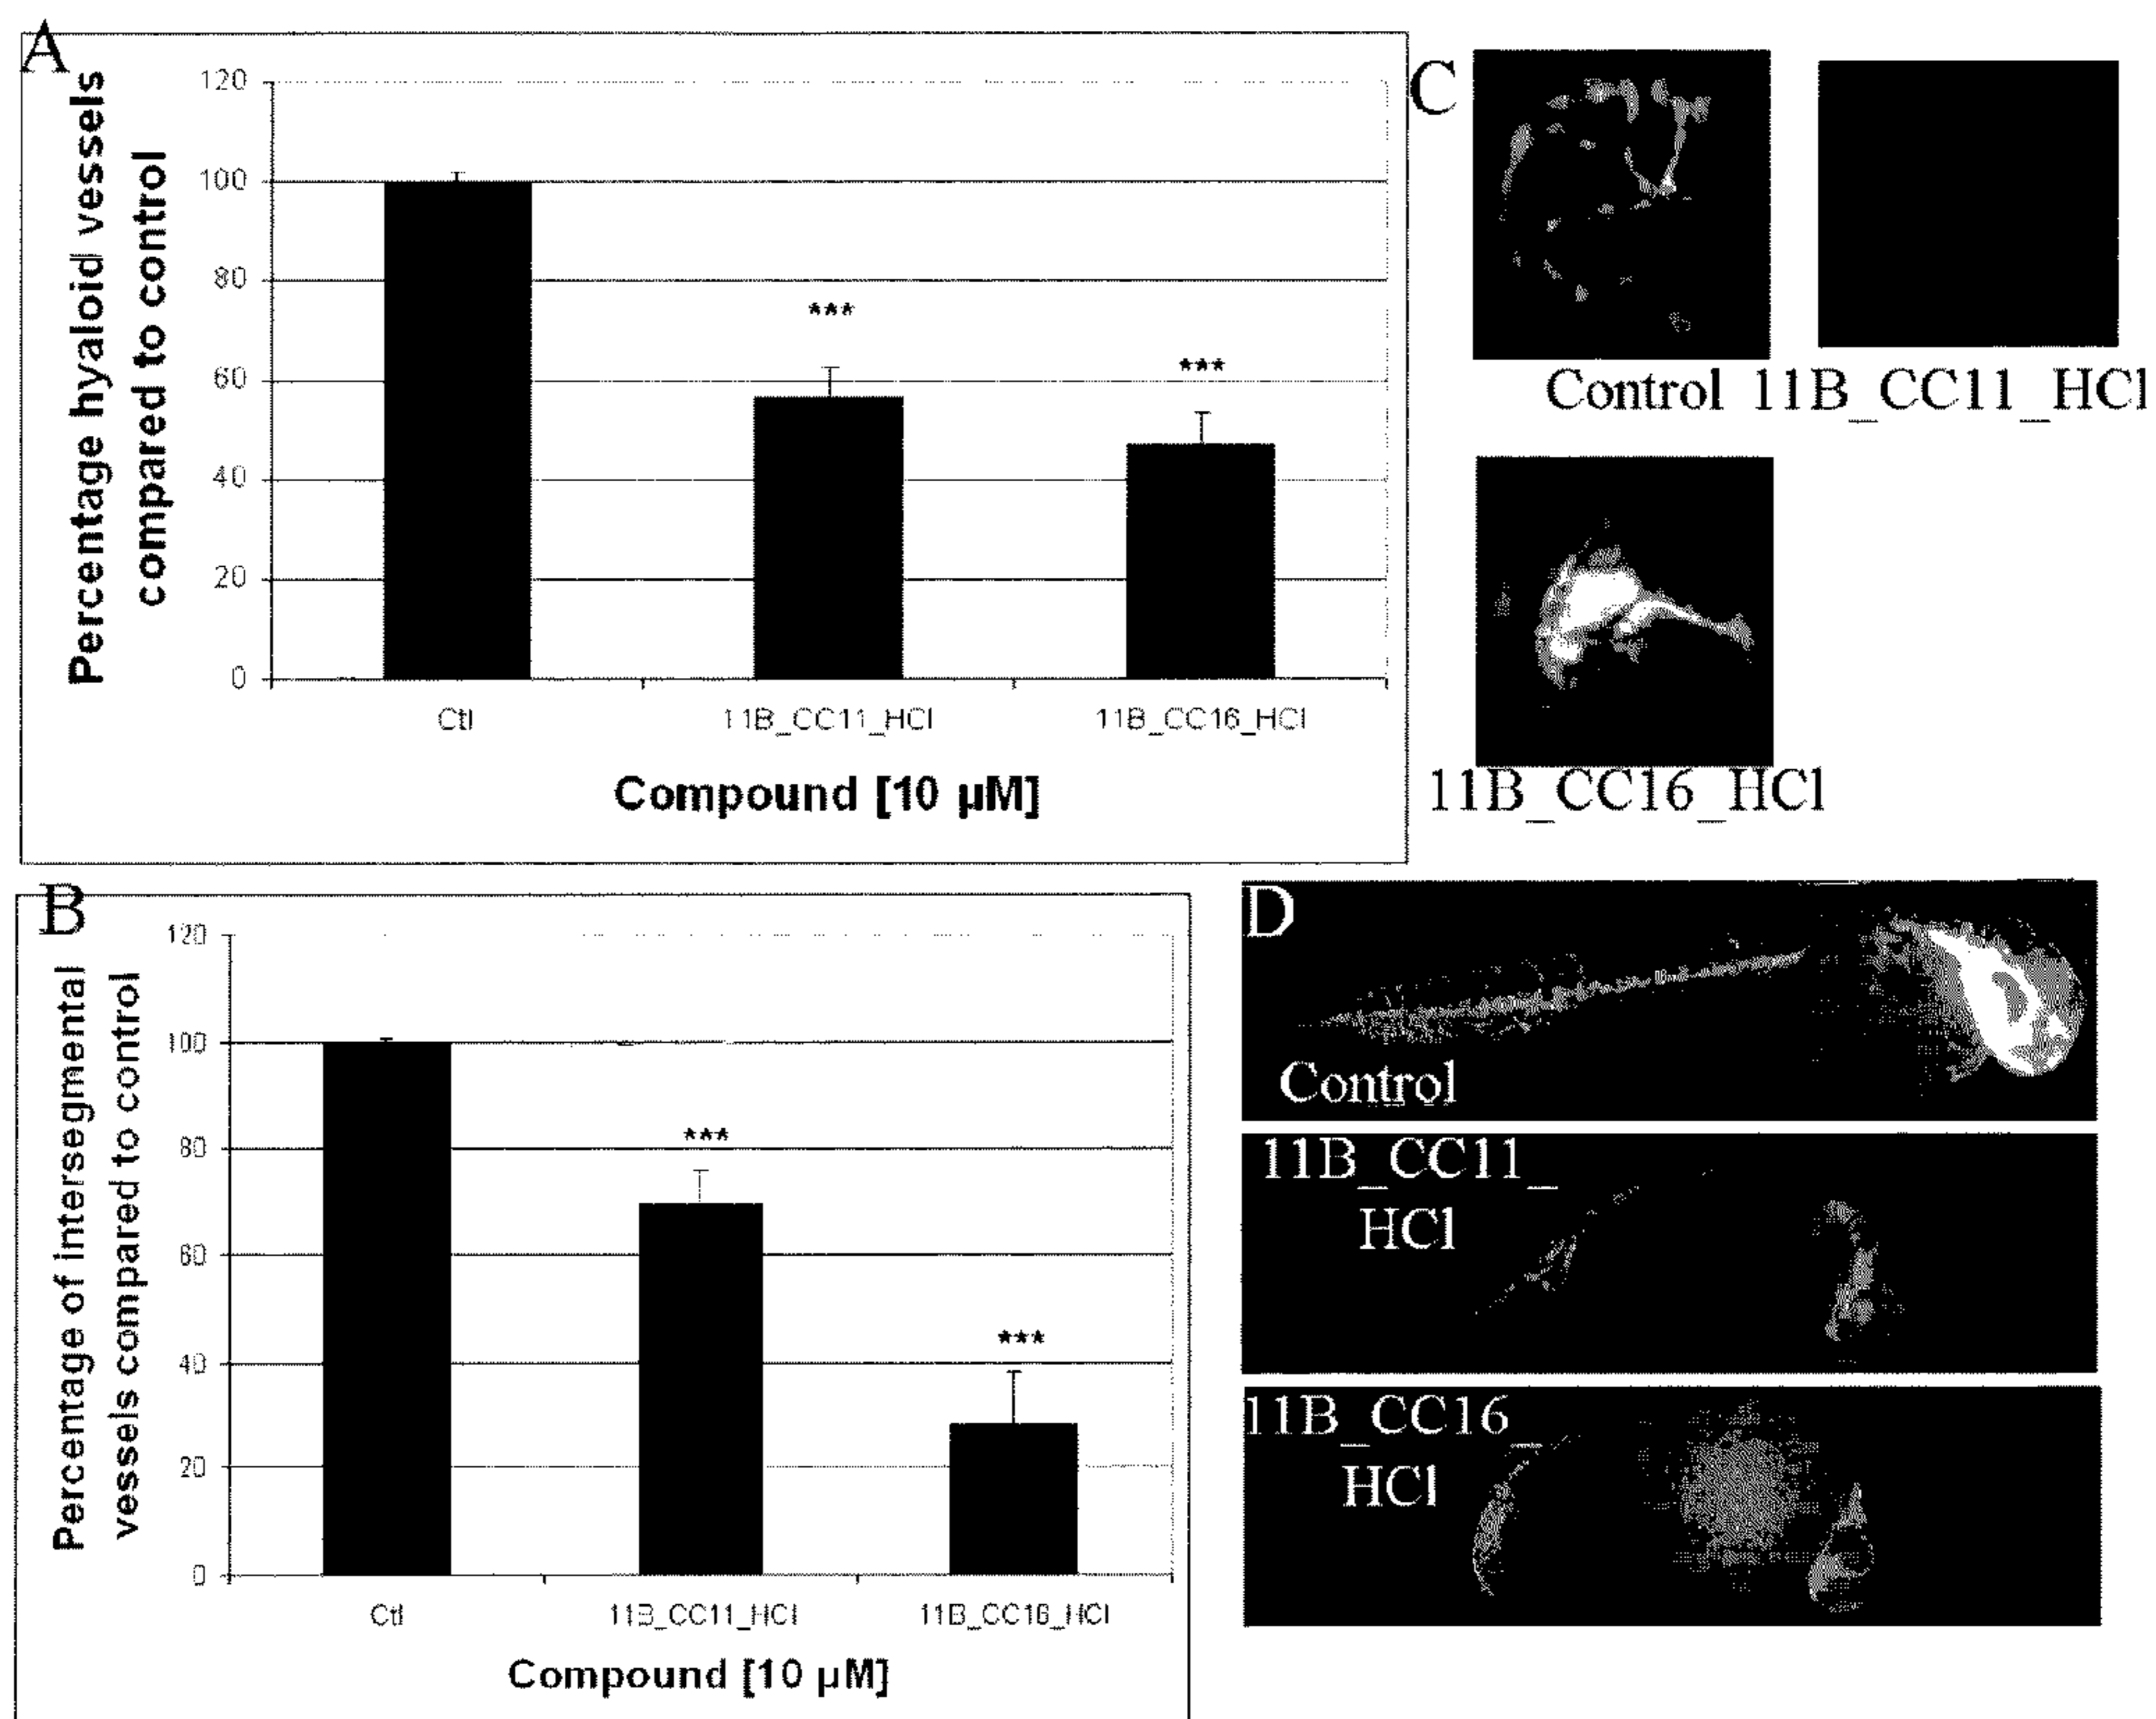 A
Percentage hyaloid vessels
compared to control
120
100
80
60
40
20
0
***
***
Ctl
11B_CC11_HCl
11B_CC16_HCl
Compound [10 µM]
C
Control
11B_CC11_HCl
11B_CC16_HCl
B
Percentage of intersegmental
vessels compared to control
120
100
80
60
40
20
0
***
***
Ctl
11B_CC11_HCl
11B_CC16_HCl
Compound [10 µM]
D
Control
11B_CC11_
HCl
11B_CC16_
HCl